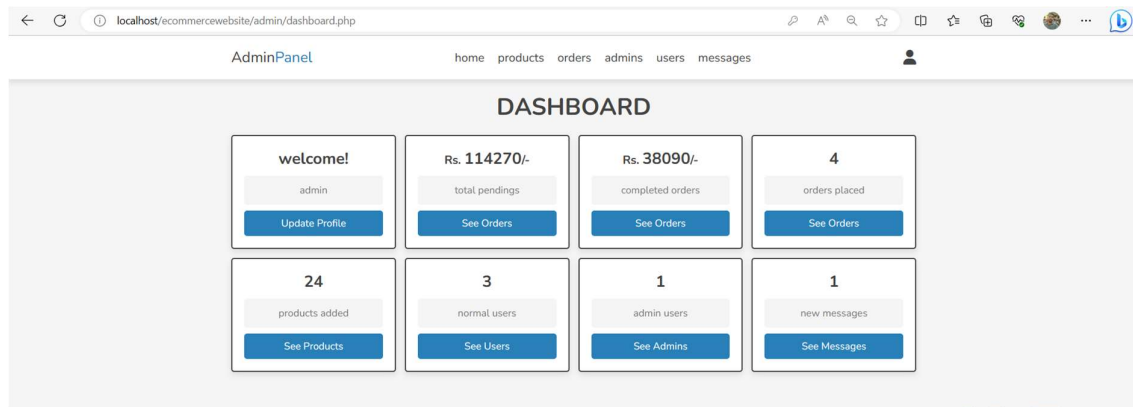 localhost/ecommercewebsite/admin/dashboard.php
AdminPanel
home products orders admins users messages
DASHBOARD
welcome!
admin
Update Profile
Rs. 114270/-
total pendings
See Orders
Rs. 38090/-
completed orders
See Orders
4
orders placed
See Orders
24
products added
See Products
3
normal users
See Users
1
admin users
See Admins
1
new messages
See Messages